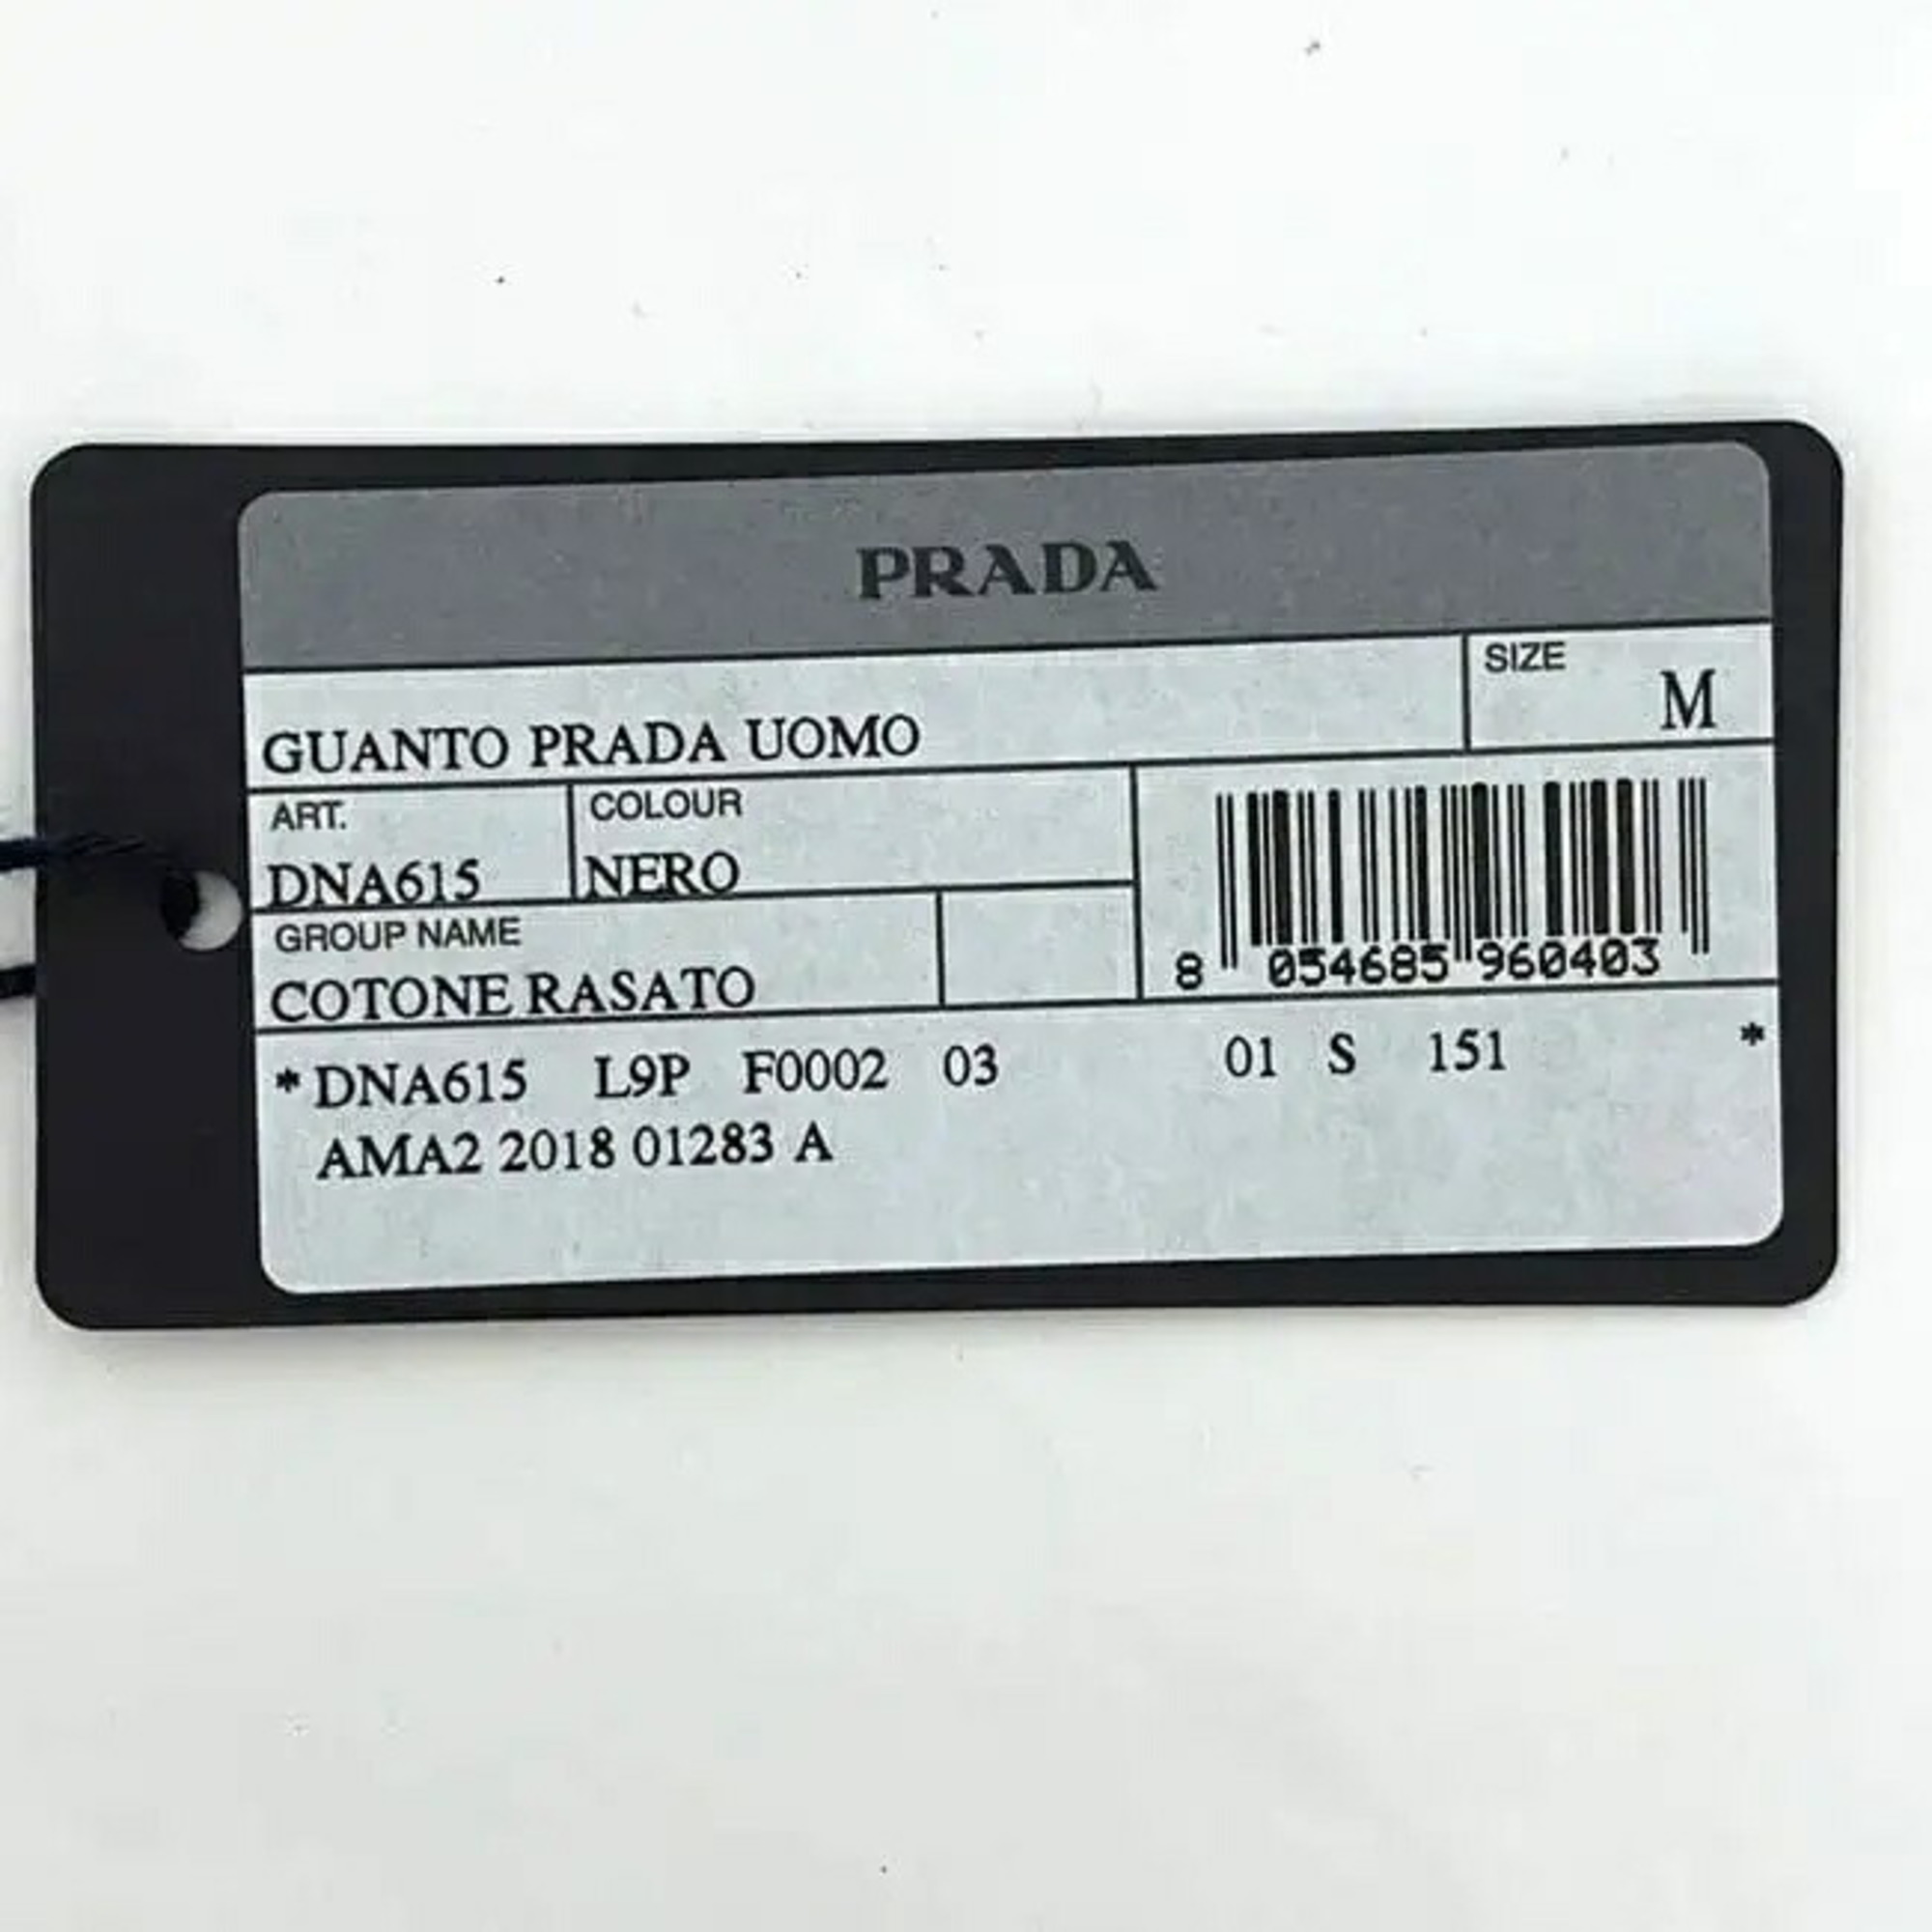 PRADA
GUANTO PRADA UOMO
SIZE
M
ART.
DNA615
COLOUR
NERO
GROUP NAME
COTONE RASATO
8 054685 960403
* DNA615 L9P F0002 03 01 S 151 *
AMA2 2018 01283 A